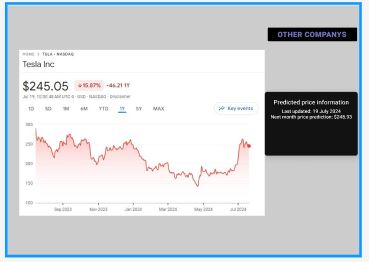 OTHER COMPANYS
HOME > TSLA • NASDAQ
Tesla Inc
$245.05 ↓15.87% -46.21 1Y
Jul 19, 10:00:48 AM UTC-4 · USD · NASDAQ · Disclaimer
1D 5D 1M 6M YTD 1Y 5Y MAX
Key events
Predicted price information
Last updated: 19 July 2024
Next month price prediction: $248.93
300
250
200
150
100
Sep 2023 Nov 2023 Jan 2024 Mar 2024 May 2024 Jul 2024